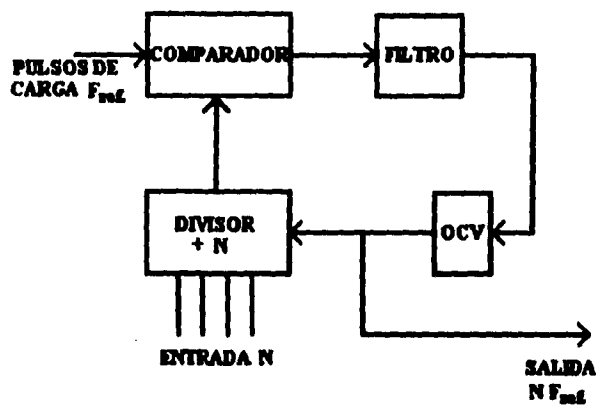 COMPARADOR
FILTRO
PULSOS DE
CARGA Fref.
DIVISOR
÷ N
OCV
ENTRADA N
SALIDA
N Fref.